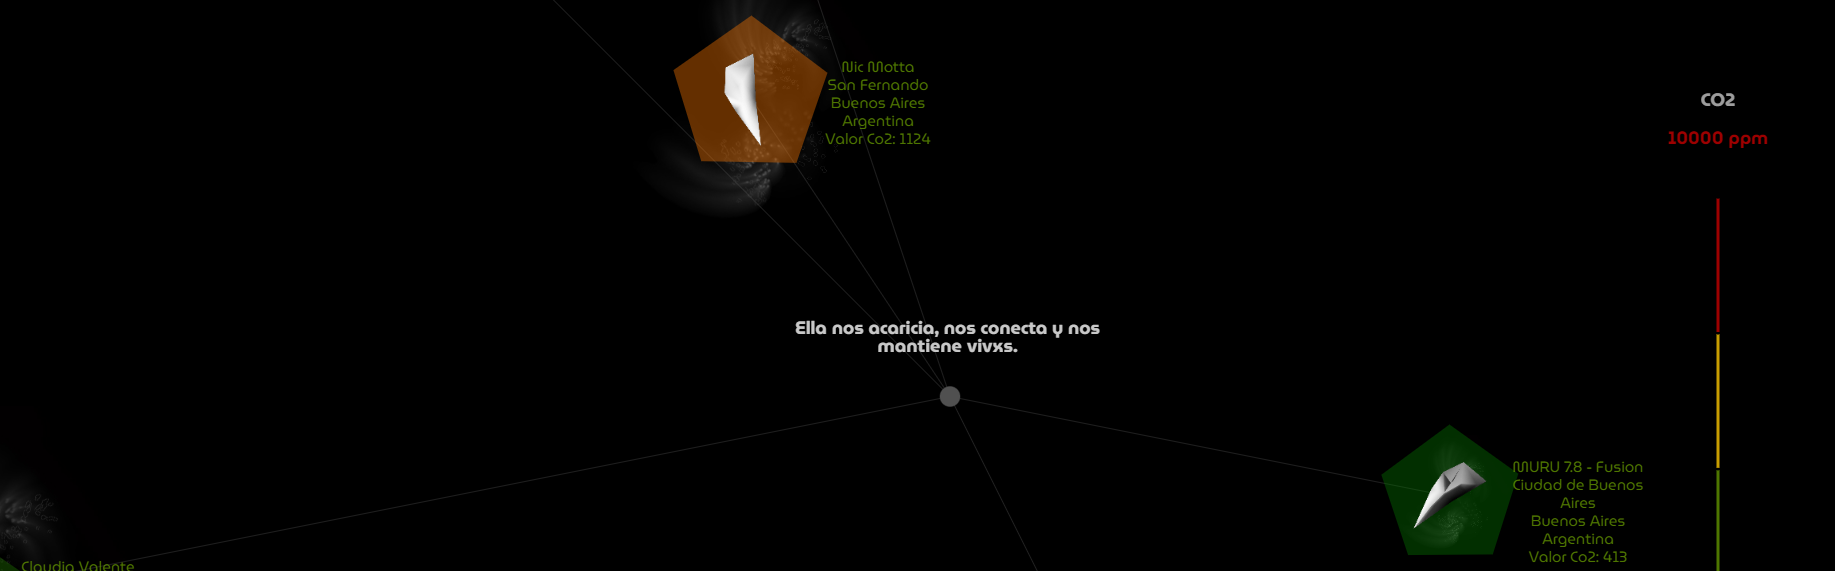 Nic Motta
San Fernando
Buenos Aires
Argentina
Valor Co2: 1124
CO2
10000 ppm
Ella nos acaricia, nos conecta y nos
mantiene vivxs.
MURU 7.8 - Fusion
Ciudad de Buenos
Aires
Buenos Aires
Argentina
Valor Co2: 413
Claudia Valente